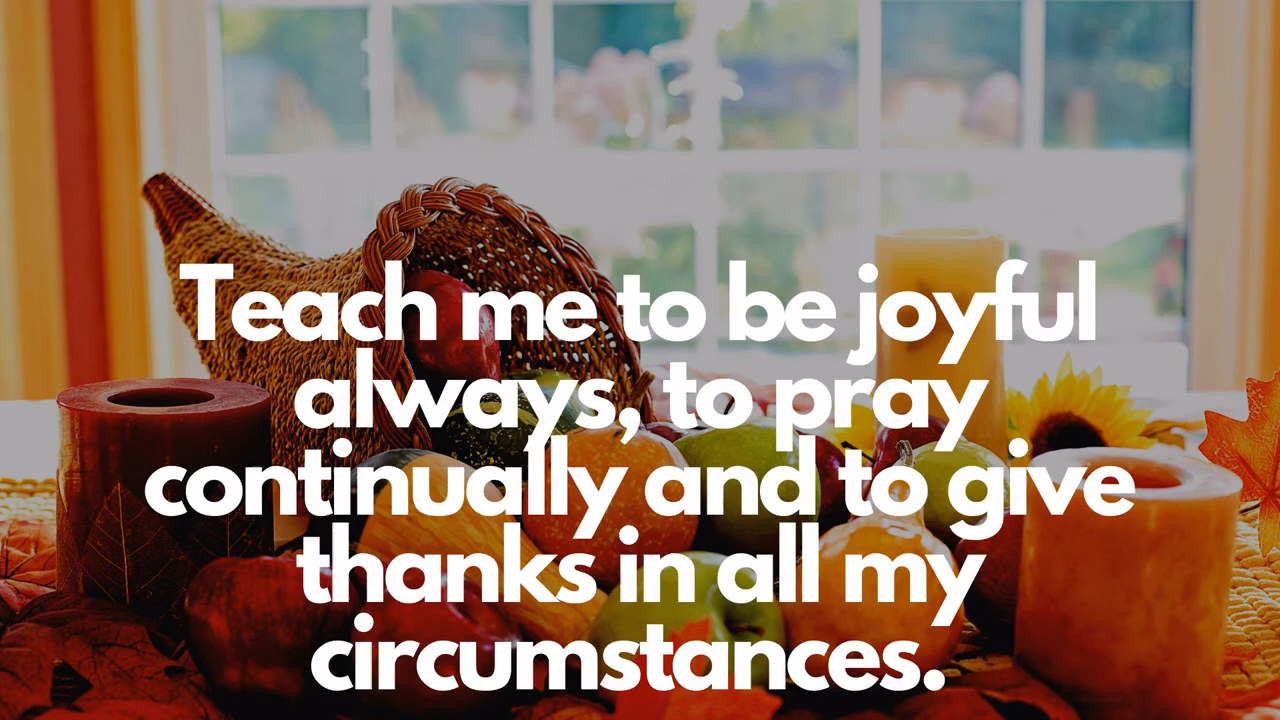 Teach me to be joyful
always, to pray
continually and to give
thanks in all my
circumstances.